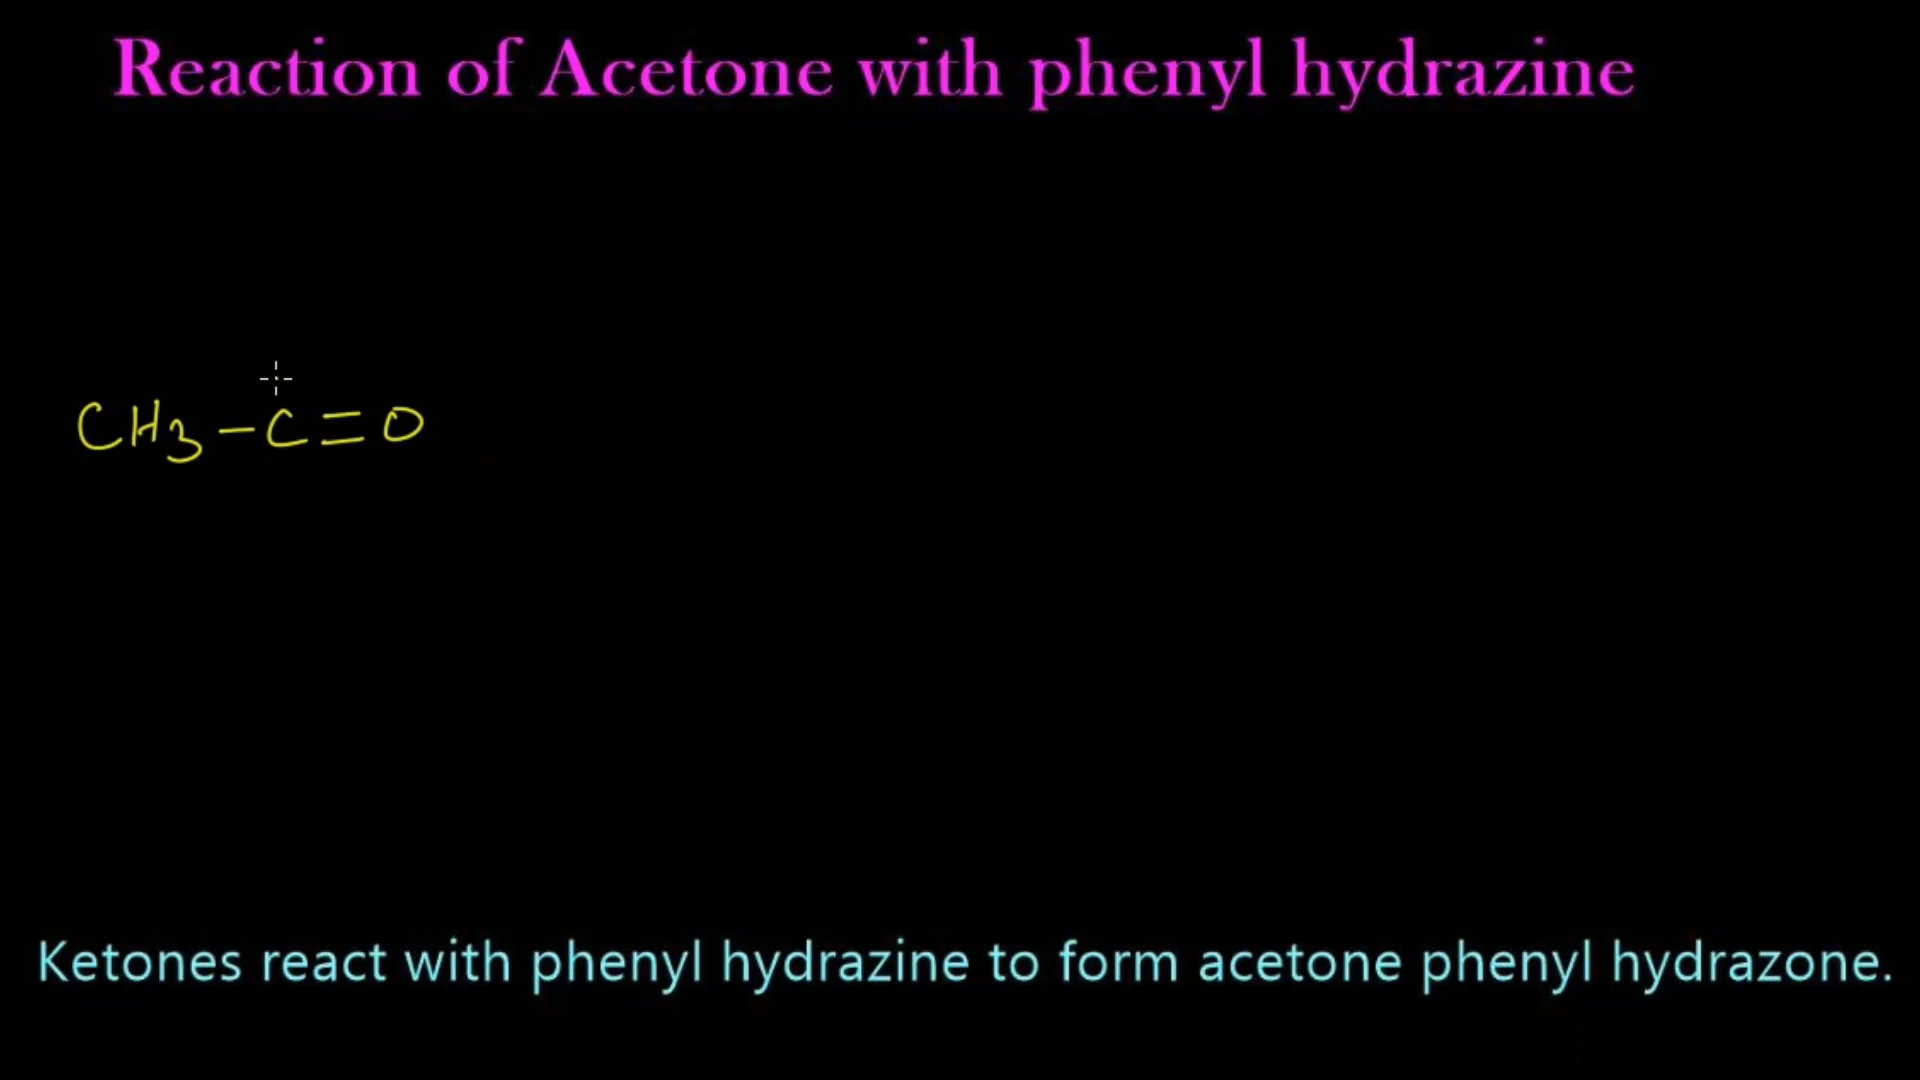 Reaction of Acetone with phenyl hydrazine
CH3-C=O
Ketones react with phenyl hydrazine to form acetone phenyl hydrazone.